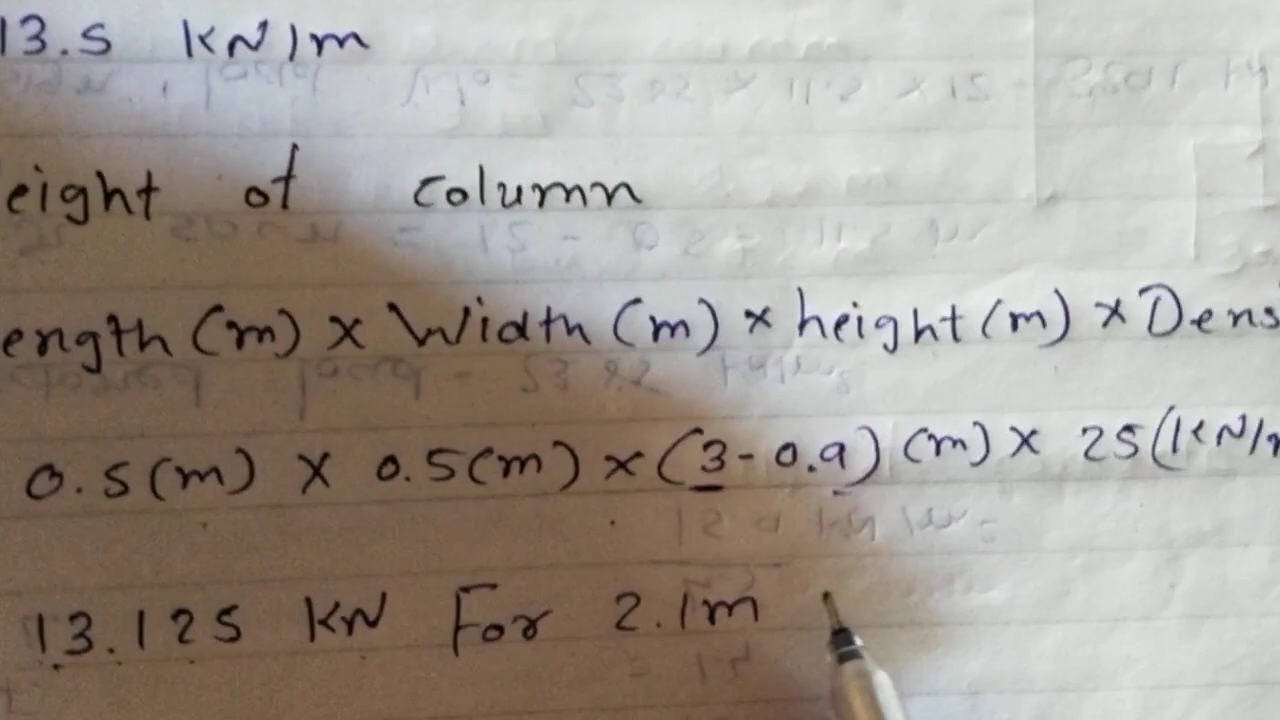 13.5 kN/m
eight of column
ength (m) x Width (m) x height (m) x Dens
0.5(m) x 0.5(m) x (3-0.9) (m) x 25(kN/
13.125 kN For 2.1m